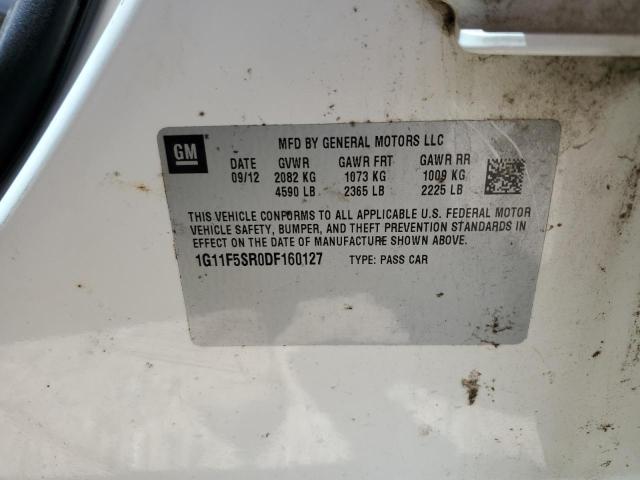 GM
MFD BY GENERAL MOTORS LLC
DATE GVWR GAWR FRT GAWR RR
09/12 2082 KG 1073 KG 1009 KG
4590 LB 2365 LB 2225 LB
THIS VEHICLE CONFORMS TO ALL APPLICABLE U.S. FEDERAL MOTOR
VEHICLE SAFETY, BUMPER, AND THEFT PREVENTION STANDARDS IN
EFFECT ON THE DATE OF MANUFACTURE SHOWN ABOVE.
1G11F5SR0DF160127 TYPE: PASS CAR